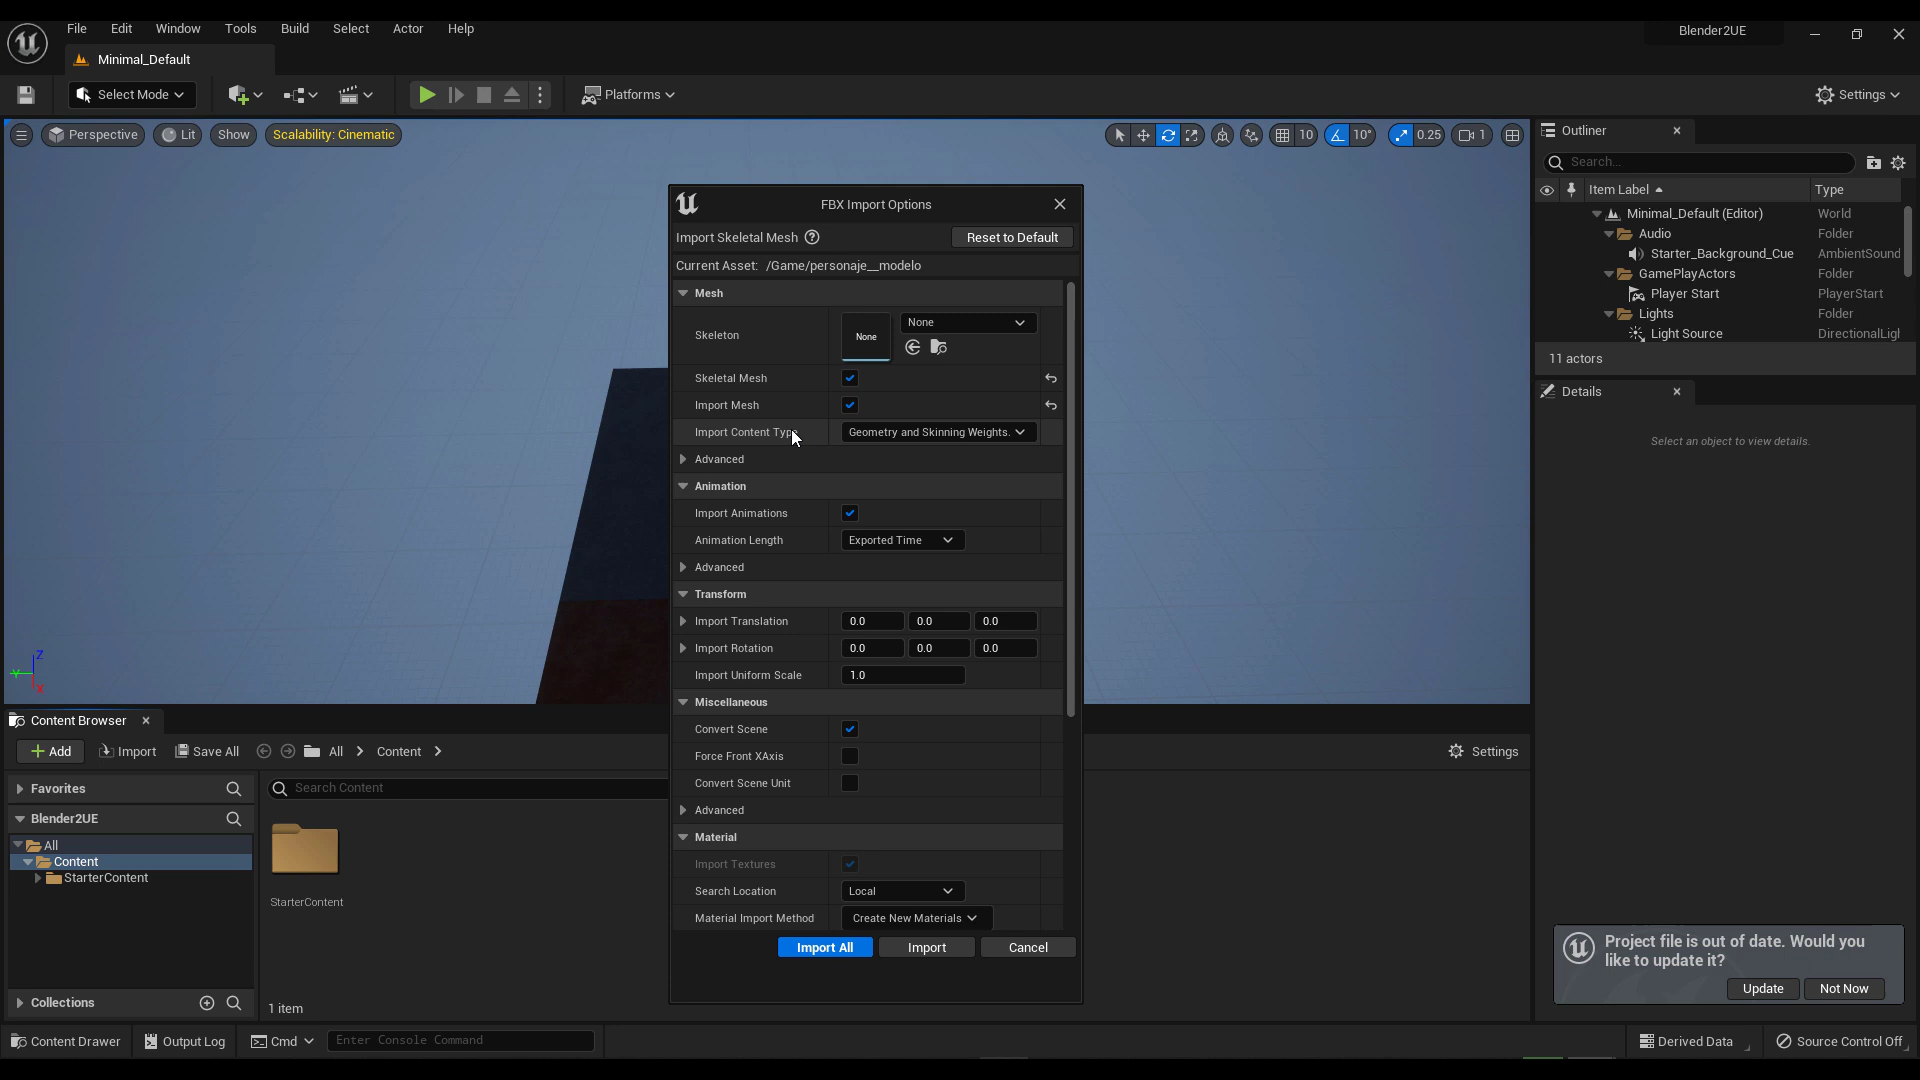 File Edit Window Tools Build Select Actor Help
Blender2UE
Minimal_Default
Select Mode
Platforms
Settings
Perspective Lit Show Scalability: Cinematic
10 10° 0.25 1
Outliner
Search...
Item Label Type
Minimal_Default (Editor) World
Audio Folder
Starter_Background_Cue AmbientSound
GamePlayActors Folder
Player Start PlayerStart
Lights Folder
Light Source DirectionalLigh
11 actors
Details
Select an object to view details.
FBX Import Options
Import Skeletal Mesh Reset to Default
Current Asset: /Game/personaje__modelo
Mesh
Skeleton None None
Skeletal Mesh
Import Mesh
Import Content Typ Geometry and Skinning Weights.
Advanced
Animation
Import Animations
Animation Length Exported Time
Advanced
Transform
Import Translation 0.0 0.0 0.0
Import Rotation 0.0 0.0 0.0
Import Uniform Scale 1.0
Miscellaneous
Convert Scene
Force Front XAxis
Convert Scene Unit
Advanced
Material
Import Textures
Search Location Local
Material Import Method Create New Materials
Import All Import Cancel
Z
Y
X
Content Browser
Add Import Save All All Content Settings
Favorites
Search Content
Blender2UE
All
Content
StarterContent
StarterContent
Collections
1 item
Project file is out of date. Would you
like to update it?
Update Not Now
Content Drawer Output Log Cmd Enter Console Command Derived Data Source Control Off